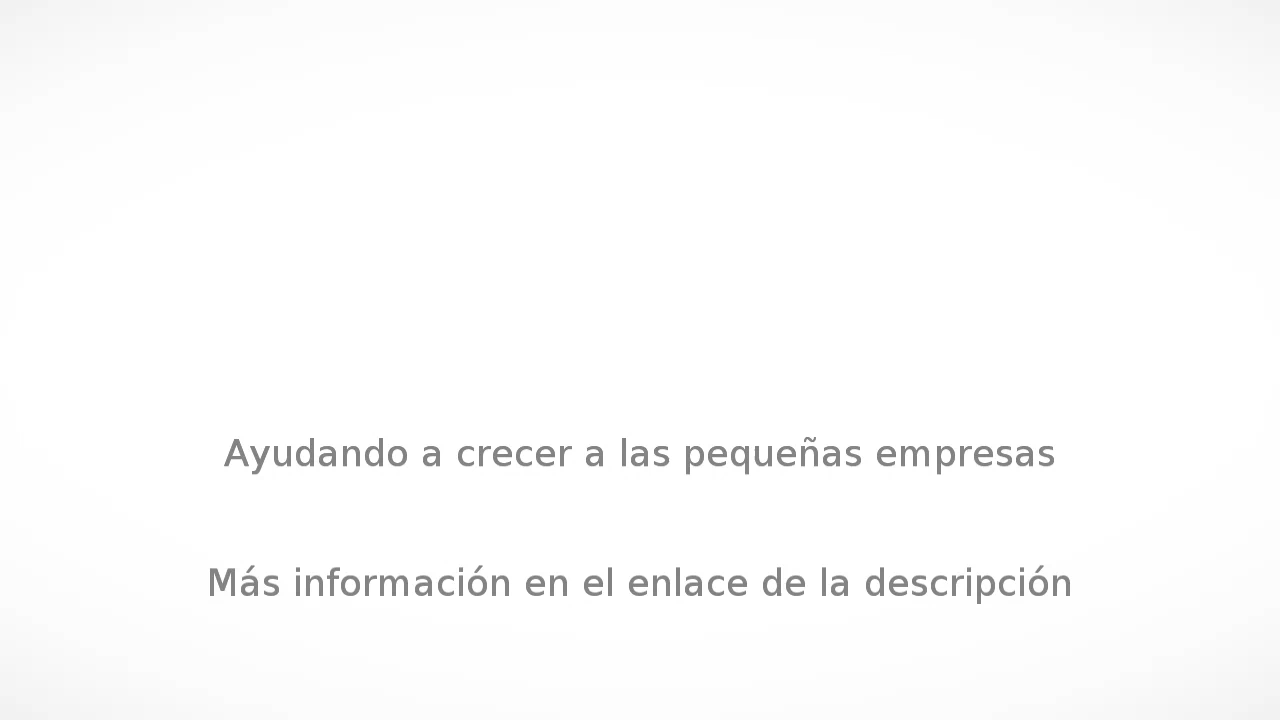 Ayudando a crecer a las pequeñas empresas
Más información en el enlace de la descripción